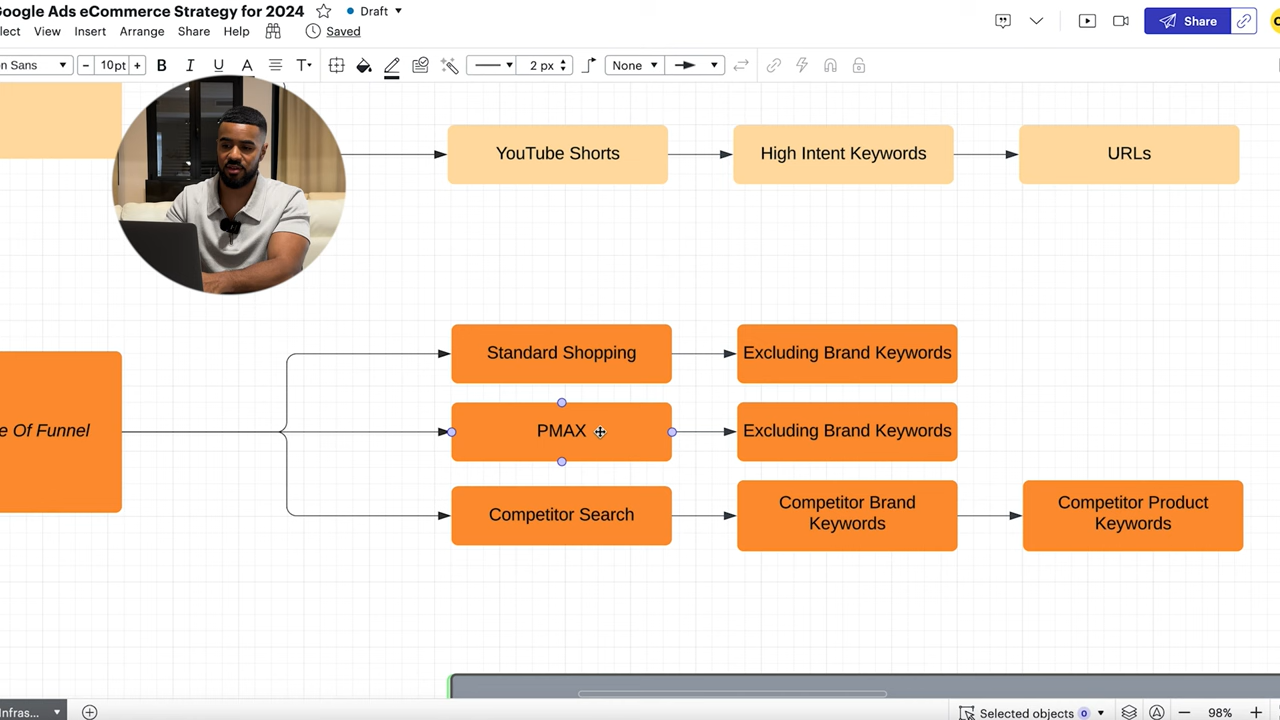 Google Ads eCommerce Strategy for 2024
Draft
lect View Insert Arrange Share Help Saved
Share
n Sans - 10pt + B I U A T 2 px None
YouTube Shorts High Intent Keywords URLs
Standard Shopping Excluding Brand Keywords
e Of Funnel PMAX Excluding Brand Keywords
Competitor Search Competitor Brand Keywords Competitor Product Keywords
Infras... Selected objects 0 98%